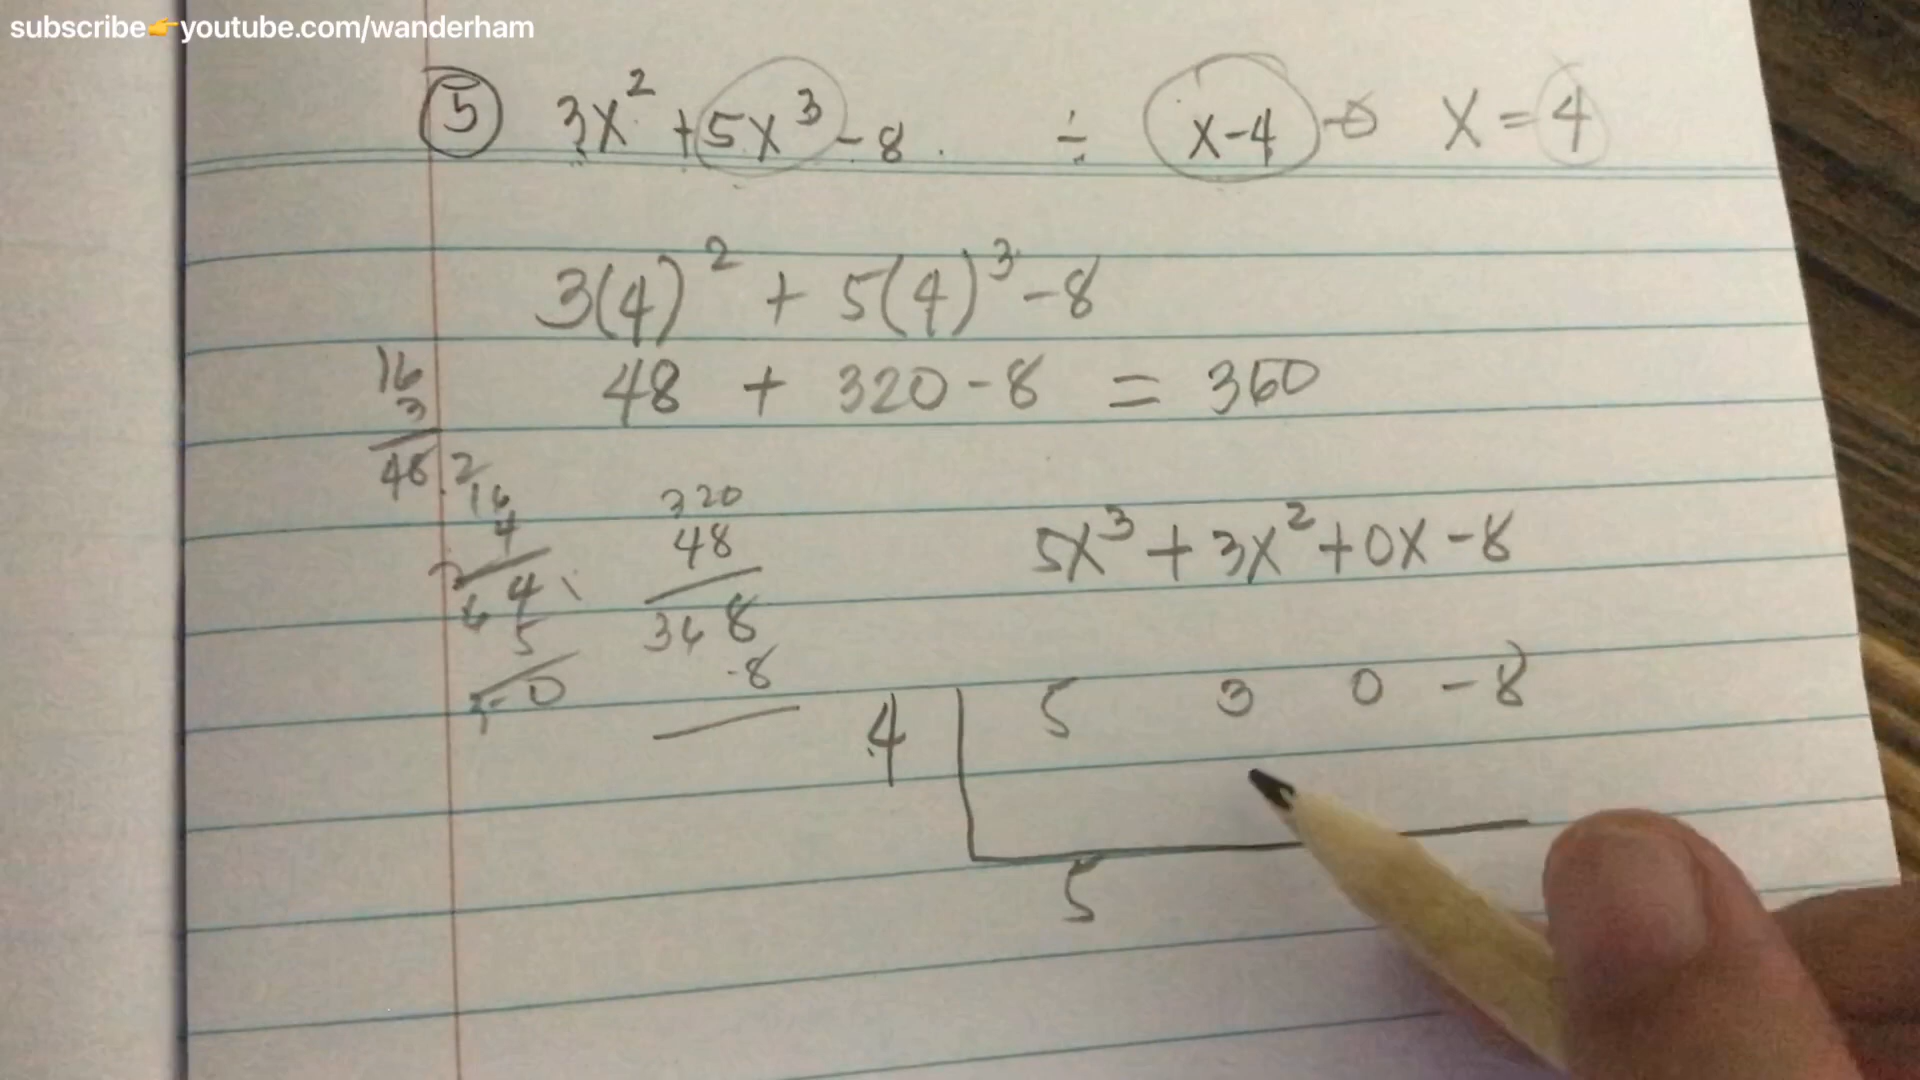 subscribe👉youtube.com/wanderham
⑤ 3x² + 5x³ - 8 ÷ x-4 → x = 4
3(4)² + 5(4)³ - 8
48 + 320 - 8 = 360
16
3
48
2
16
4
64
5
320
48
368
-8
5x³ + 3x² + 0x - 8
4 5 3 0 -8
5